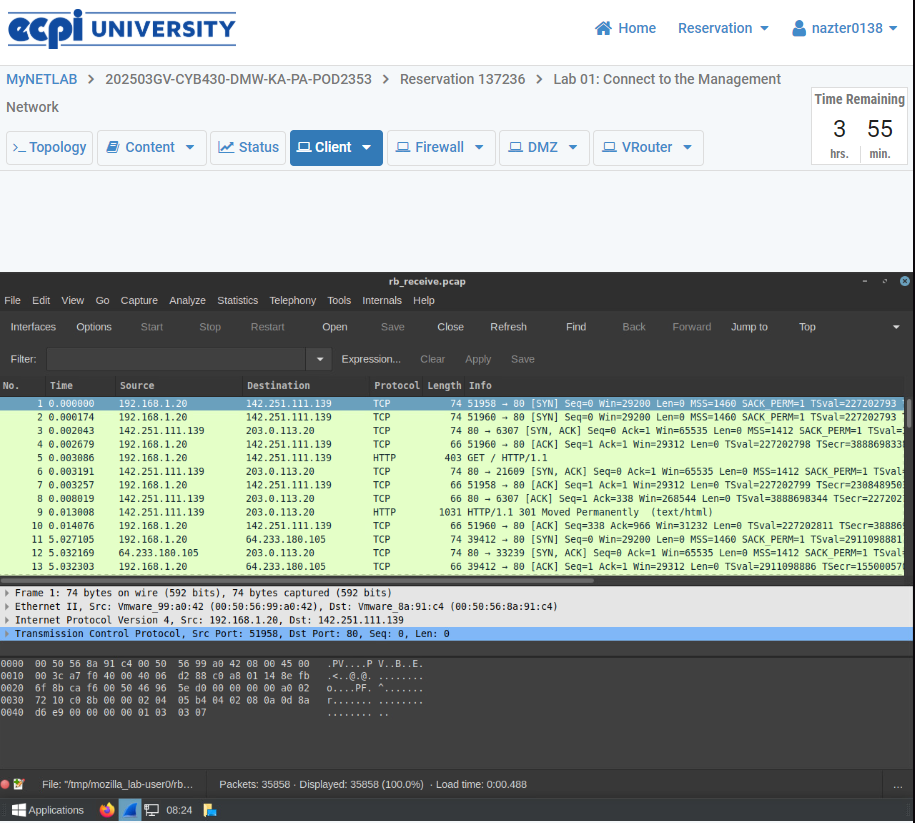 ecpi UNIVERSITY
Home Reservation nazter0138
MyNETLAB > 202503GV-CYB430-DMW-KA-PA-POD2353 > Reservation 137236 > Lab 01: Connect to the Management
Network
Time Remaining
3 55
hrs. min.
>_ Topology Content Status Client Firewall DMZ VRouter
rb_receive.pcap
File Edit View Go Capture Analyze Statistics Telephony Tools Internals Help
Interfaces Options Start Stop Restart Open Save Close Refresh Find Back Forward Jump to Top
Filter: Expression... Clear Apply Save
No. Time Source Destination Protocol Length Info
1 0.000000 192.168.1.20 142.251.111.139 TCP 74 51958 → 80 [SYN] Seq=0 Win=29200 Len=0 MSS=1460 SACK_PERM=1 TSval=227202793
2 0.000174 192.168.1.20 142.251.111.139 TCP 74 51960 → 80 [SYN] Seq=0 Win=29200 Len=0 MSS=1460 SACK_PERM=1 TSval=227202793
3 0.002043 142.251.111.139 203.0.113.20 TCP 74 80 → 6307 [SYN, ACK] Seq=0 Ack=1 Win=65535 Len=0 MSS=1412 SACK_PERM=1 TSval=
4 0.002679 192.168.1.20 142.251.111.139 TCP 66 51960 → 80 [ACK] Seq=1 Ack=1 Win=29312 Len=0 TSval=227202798 TSecr=388869833
5 0.003086 192.168.1.20 142.251.111.139 HTTP 403 GET / HTTP/1.1
6 0.003191 142.251.111.139 203.0.113.20 TCP 74 80 → 21609 [SYN, ACK] Seq=0 Ack=1 Win=65535 Len=0 MSS=1412 SACK_PERM=1 TSval
7 0.003257 192.168.1.20 142.251.111.139 TCP 66 51958 → 80 [ACK] Seq=1 Ack=1 Win=29312 Len=0 TSval=227202799 TSecr=230848950
8 0.008019 142.251.111.139 203.0.113.20 TCP 66 80 → 6307 [ACK] Seq=1 Ack=338 Win=268544 Len=0 TSval=3888698344 TSecr=227202
9 0.013008 142.251.111.139 203.0.113.20 HTTP 1031 HTTP/1.1 301 Moved Permanently (text/html)
10 0.014076 192.168.1.20 142.251.111.139 TCP 66 51960 → 80 [ACK] Seq=338 Ack=966 Win=31232 Len=0 TSval=227202811 TSecr=38886
11 5.027105 192.168.1.20 64.233.180.105 TCP 74 39412 → 80 [SYN] Seq=0 Win=29200 Len=0 MSS=1460 SACK_PERM=1 TSval=2911098881
12 5.032169 64.233.180.105 203.0.113.20 TCP 74 80 → 33239 [SYN, ACK] Seq=0 Ack=1 Win=65535 Len=0 MSS=1412 SACK_PERM=1 TSval
13 5.032303 192.168.1.20 64.233.180.105 TCP 66 39412 → 80 [ACK] Seq=1 Ack=1 Win=29312 Len=0 TSval=2911098886 TSecr=155000570
Frame 1: 74 bytes on wire (592 bits), 74 bytes captured (592 bits)
Ethernet II, Src: Vmware_99:a0:42 (00:50:56:99:a0:42), Dst: Vmware_8a:91:c4 (00:50:56:8a:91:c4)
Internet Protocol Version 4, Src: 192.168.1.20, Dst: 142.251.111.139
Transmission Control Protocol, Src Port: 51958, Dst Port: 80, Seq: 0, Len: 0
0000 00 50 56 8a 91 c4 00 50 56 99 a0 42 08 00 45 00 .PV....P V..B..E.
0010 00 3c a7 f0 40 00 40 06 d2 88 c0 a8 01 14 8e fb .<..@.@. ........
0020 6f 8b ca f6 00 50 46 96 5e d0 00 00 00 00 a0 02 o....PF. ^.......
0030 72 10 c0 8b 00 00 02 04 05 b4 04 02 08 0a 0d 8a r....... ........
0040 d6 e9 00 00 00 00 01 03 03 07 ........ ..
File: "/tmp/mozilla_lab-user0/rb… Packets: 35858 · Displayed: 35858 (100.0%) · Load time: 0:00.488 ...
Applications 08:24